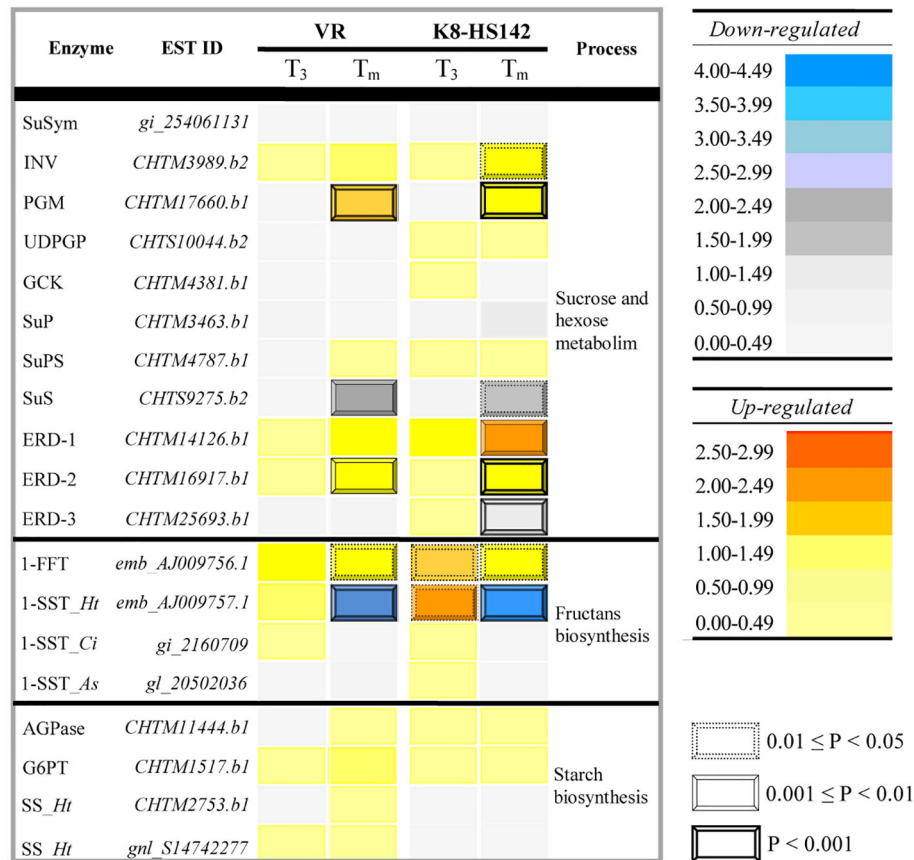 Enzyme EST ID VR K8-HS142 Process
T3 Tm T3 Tm
SuSym gi_254061131
INV CHTM3989.b2
PGM CHTM17660.b1
UDPGP CHTS10044.b2
GCK CHTM4381.b1
SuP CHTM3463.b1
SuPS CHTM4787.b1
SuS CHTS9275.b2
ERD-1 CHTM14126.b1
ERD-2 CHTM16917.b1
ERD-3 CHTM25693.b1
Sucrose and
hexose
metabolim
1-FFT emb_AJ009756.1
1-SST_Ht emb_AJ009757.1
1-SST_Ci gi_2160709
1-SST_As gl_20502036
Fructans
biosynthesis
AGPase CHTM11444.b1
G6PT CHTM1517.b1
SS_Ht CHTM2753.b1
SS_Ht gnl_S14742277
Starch
biosynthesis
Down-regulated
4.00-4.49
3.50-3.99
3.00-3.49
2.50-2.99
2.00-2.49
1.50-1.99
1.00-1.49
0.50-0.99
0.00-0.49
Up-regulated
2.50-2.99
2.00-2.49
1.50-1.99
1.00-1.49
0.50-0.99
0.00-0.49
0.01 ≤ P < 0.05
0.001 ≤ P < 0.01
P < 0.001